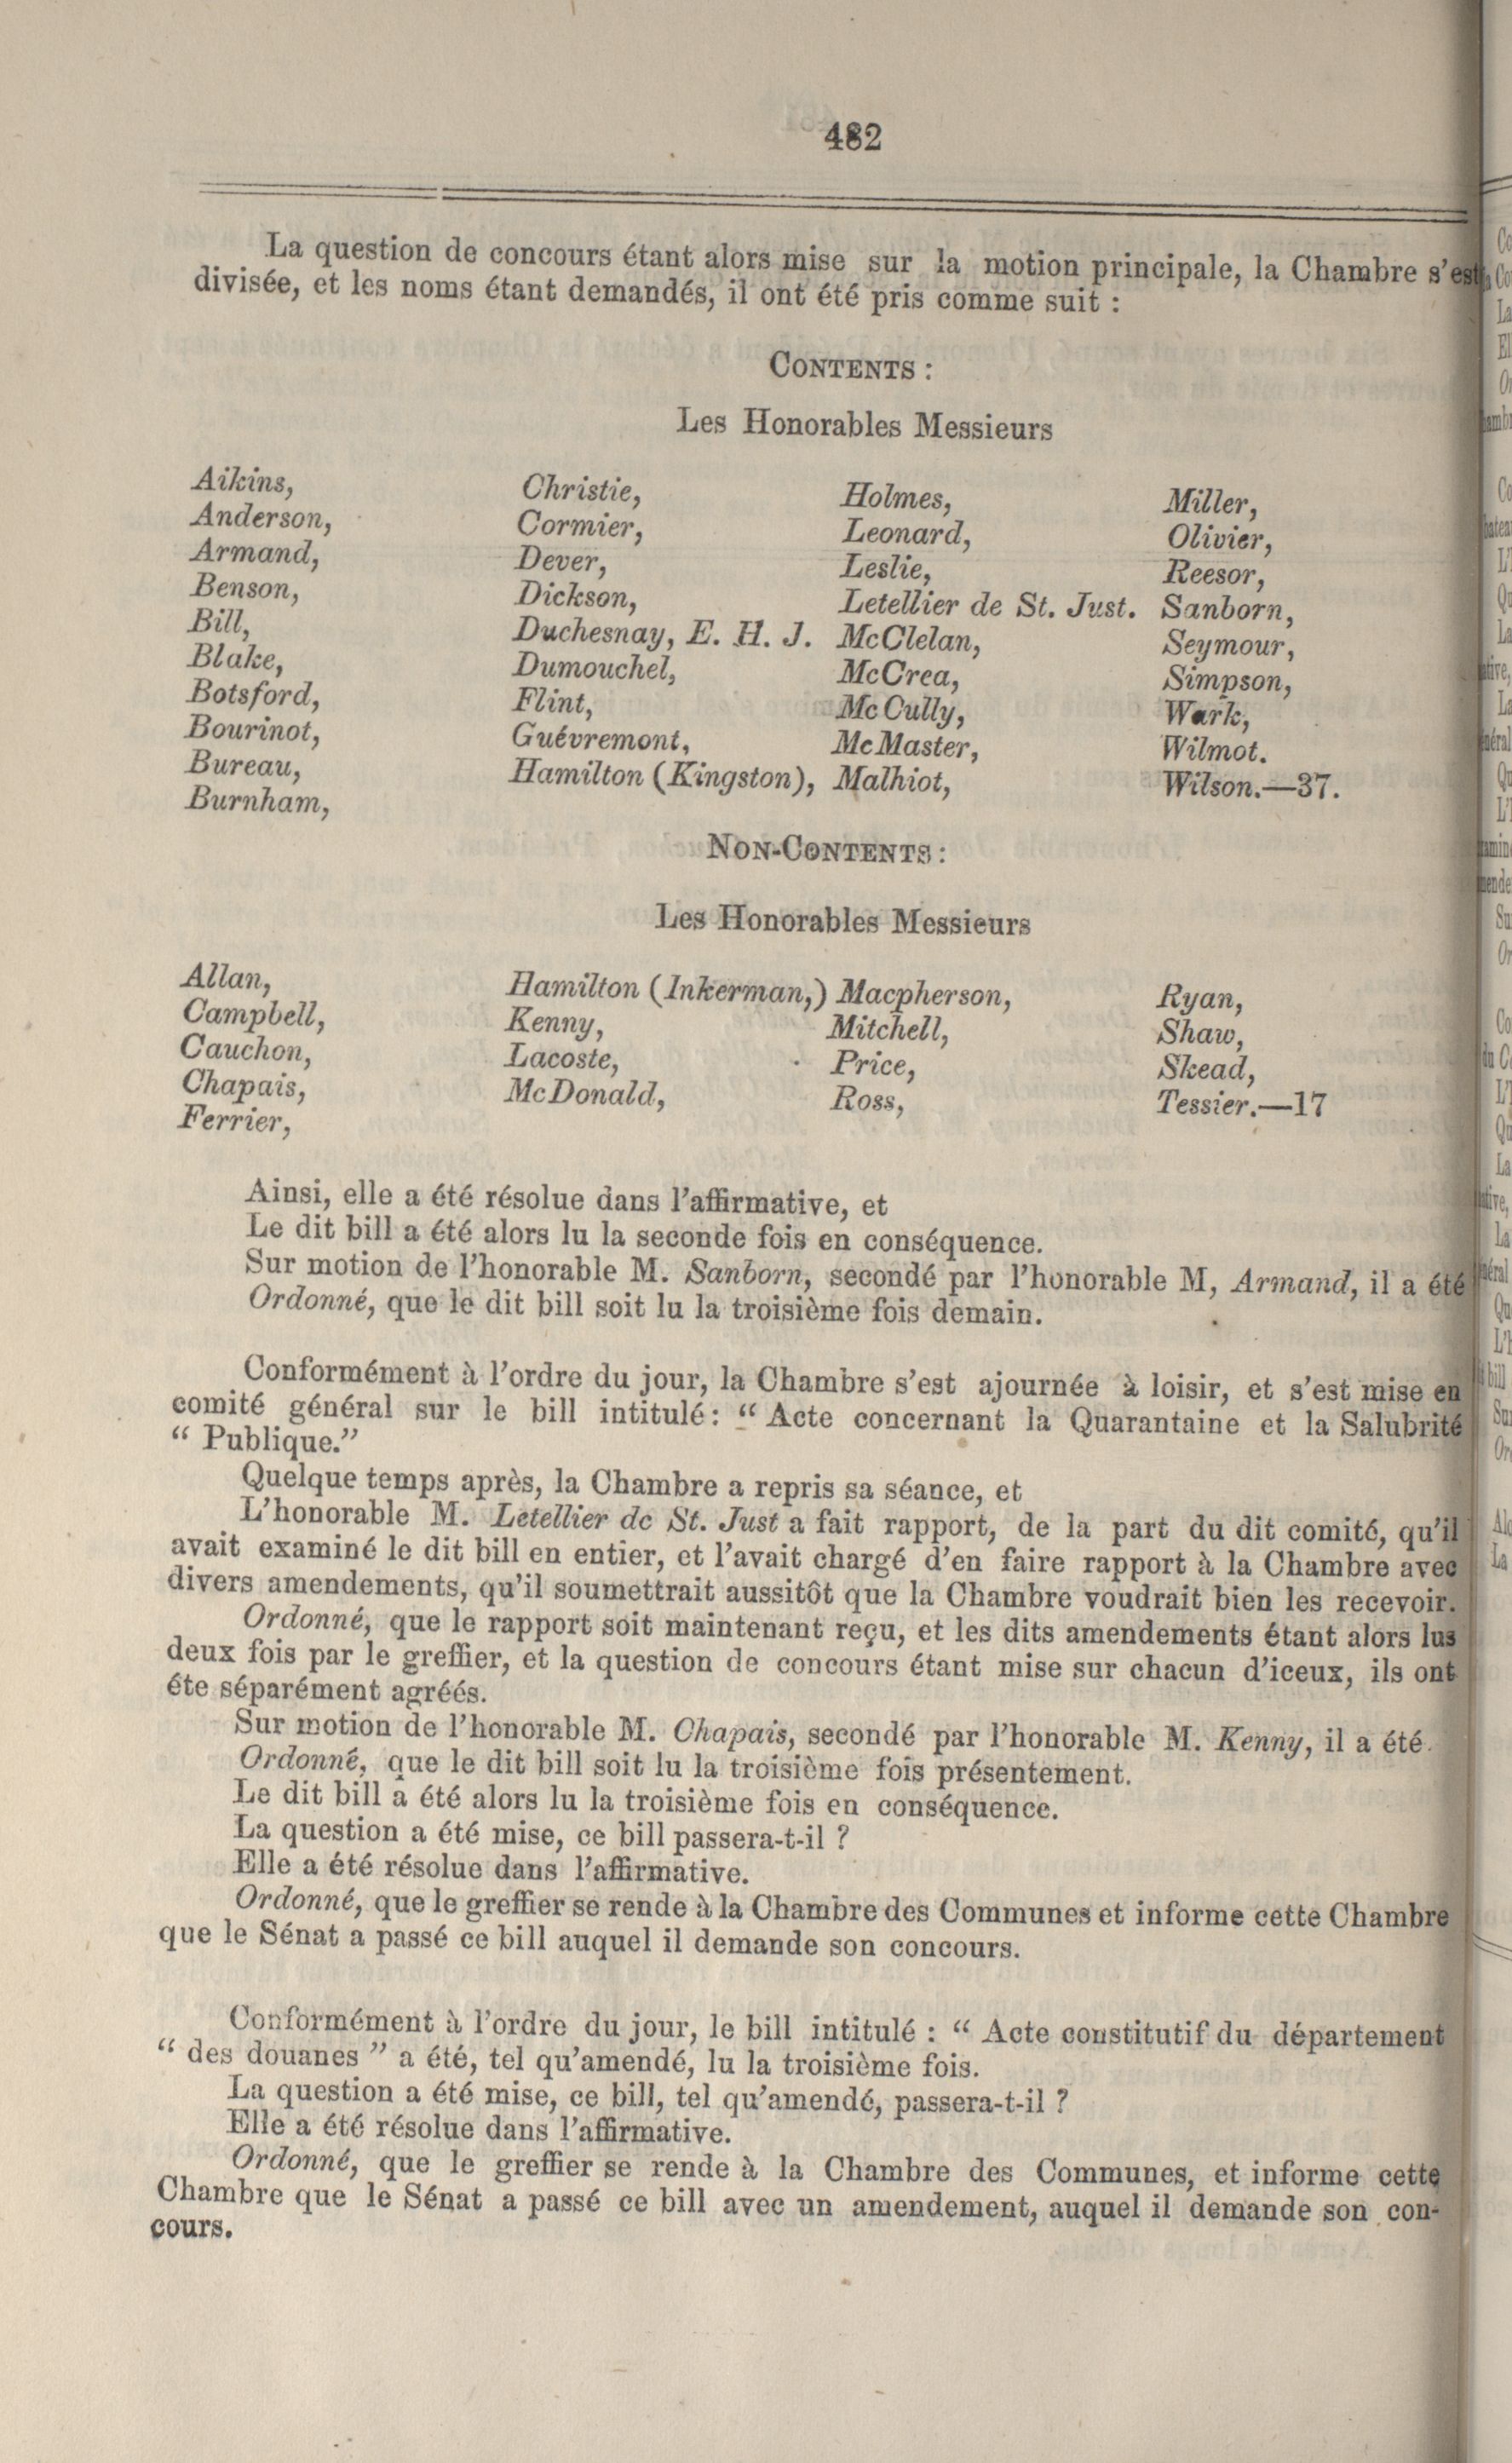 482
La question de concours étant alors mise sur la motion principale, la Chambre s'est
divisée, et les noms étant demandés, il ont été pris comme suit :
CONTENTS :
Les Honorables Messieurs
Aikins, Christie, Holmes, Miller,
Anderson, Cormier, Leonard, Olivier,
Armand, Dever, Leslie, Reesor,
Benson, Dickson, Letellier de St. Just. Sanborn,
Bill, Duchesnay, E. H. J. McClelan, Seymour,
Blake, Dumouchel, McCrea, Simpson,
Botsford, Flint, McCully, Wark,
Bourinot, Guévremont, McMaster, Wilmot.
Bureau, Hamilton (Kingston), Malhiot, Wilson.—37.
Burnham,
NON-CONTENTS :
Les Honorables Messieurs
Allan, Hamilton (Inkerman,) Macpherson, Ryan,
Campbell, Kenny, Mitchell, Shaw,
Cauchon, Lacoste, Price, Skead,
Chapais, McDonald, Ross, Tessier.—17
Ferrier,
Ainsi, elle a été résolue dans l'affirmative, et
Le dit bill a été alors lu la seconde fois en conséquence.
Sur motion de l'honorable M. Sanborn, secondé par l'honorable M, Armand, il a été
Ordonné, que le dit bill soit lu la troisième fois demain.
Conformément à l'ordre du jour, la Chambre s'est ajournée à loisir, et s'est mise en
comité général sur le bill intitulé: “ Acte concernant la Quarantaine et la Salubrité
“ Publique.”
Quelque temps après, la Chambre a repris sa séance, et
L'honorable M. Letellier de St. Just a fait rapport, de la part du dit comité, qu'il
avait examiné le dit bill en entier, et l'avait chargé d'en faire rapport à la Chambre avec
divers amendements, qu'il soumettrait aussitôt que la Chambre voudrait bien les recevoir.
Ordonné, que le rapport soit maintenant reçu, et les dits amendements étant alors lus
deux fois par le greffier, et la question de concours étant mise sur chacun d'iceux, ils ont
éte séparément agréés.
Sur motion de l'honorable M. Chapais, secondé par l'honorable M. Kenny, il a été
Ordonné, que le dit bill soit lu la troisième fois présentement.
Le dit bill a été alors lu la troisième fois en conséquence.
La question a été mise, ce bill passera-t-il ?
Elle a été résolue dans l'affirmative.
Ordonné, que le greffier se rende à la Chambre des Communes et informe cette Chambre
que le Sénat a passé ce bill auquel il demande son concours.
Conformément à l'ordre du jour, le bill intitulé : “ Acte constitutif du département
“ des douanes ” a été, tel qu'amendé, lu la troisième fois.
La question a été mise, ce bill, tel qu'amendé, passera-t-il ?
Elle a été résolue dans l'affirmative.
Ordonné, que le greffier se rende à la Chambre des Communes, et informe cette
Chambre que le Sénat a passé ce bill avec un amendement, auquel il demande son con-
cours.